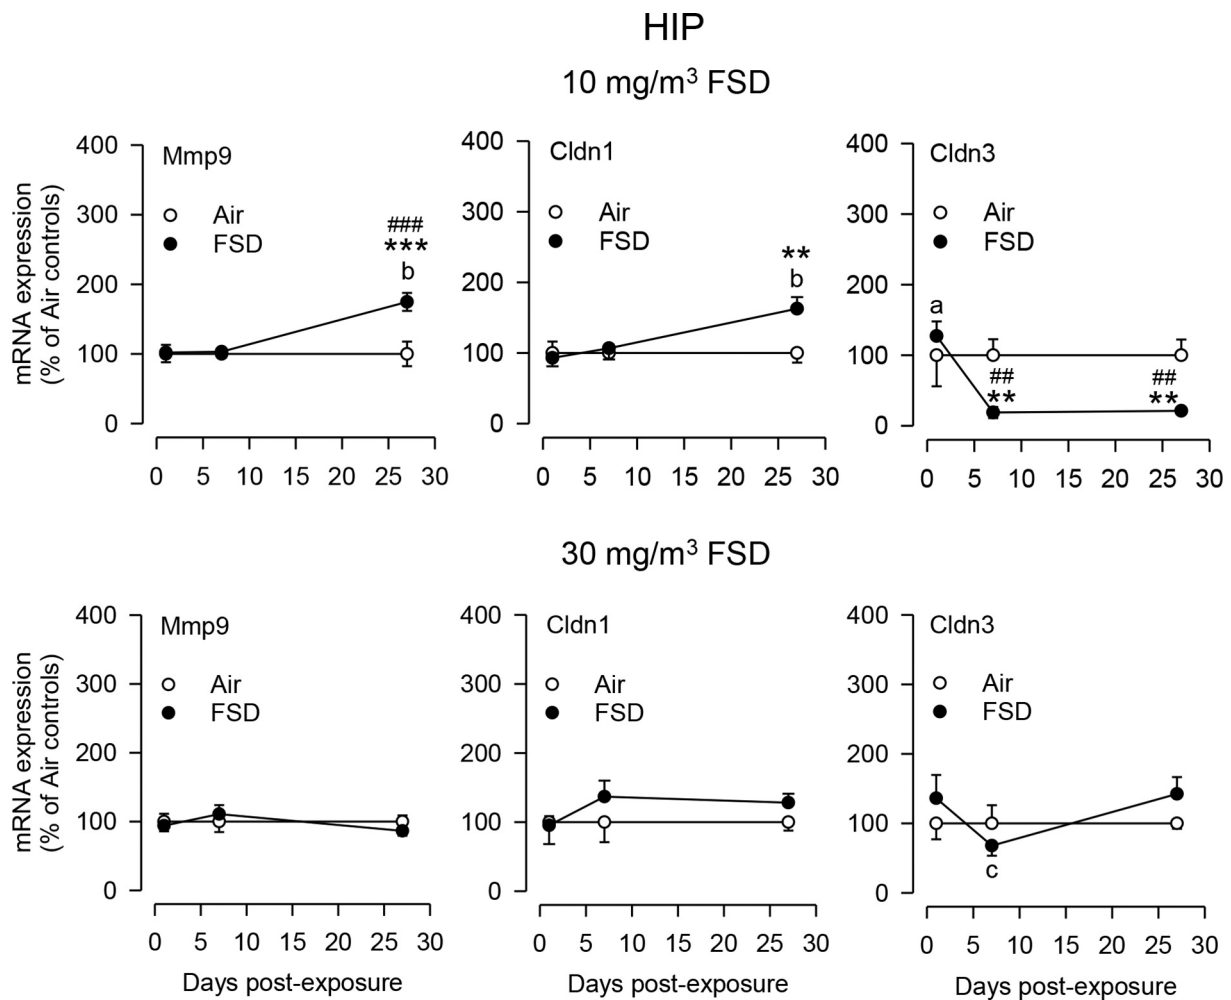 HIP
10 mg/m³ FSD
mRNA expression
(% of Air controls)
400
300
200
100
0
Mmp9
Air
FSD
###
***
b
0 5 10 15 20 25 30
400
300
200
100
0
Cldn1
Air
FSD
**
b
0 5 10 15 20 25 30
400
300
200
100
0
Cldn3
Air
FSD
a
##
**
##
**
0 5 10 15 20 25 30
30 mg/m³ FSD
mRNA expression
(% of Air controls)
400
300
200
100
0
Mmp9
Air
FSD
0 5 10 15 20 25 30
Days post-exposure
400
300
200
100
0
Cldn1
Air
FSD
0 5 10 15 20 25 30
Days post-exposure
400
300
200
100
0
Cldn3
Air
FSD
c
0 5 10 15 20 25 30
Days post-exposure